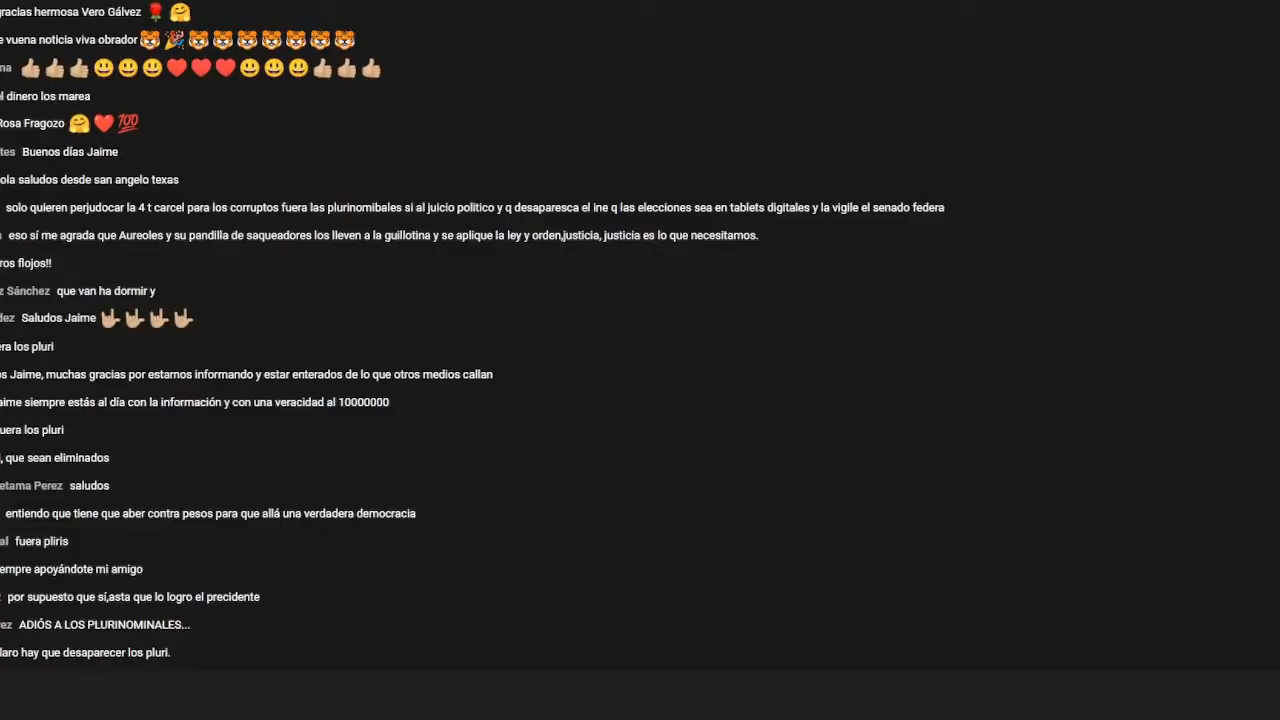 gracias hermosa Vero Gálvez 🌹 🤗
e vuena noticia viva obrador 🐯 🎉 🐯 🐯 🐯 🐯 🐯 🐯 🐯
na 👍🏼 👍🏼 👍🏼 😃 😃 😃 ❤️ ❤️ ❤️ 😃 😃 😃 👍🏼 👍🏼 👍🏼
el dinero los marea
Rosa Fragozo 🤗 ❤️ 💯
tes Buenos días Jaime
ola saludos desde san angelo texas
solo quieren perjudocar la 4 t carcel para los corruptos fuera las plurinomibales si al juicio politico y q desaparesca el ine q las elecciones sea en tablets digitales y la vigile el senado federa
eso sí me agrada que Aureoles y su pandilla de saqueadores los lleven a la guillotina y se aplique la ley y orden,justicia, justicia es lo que necesitamos.
ros flojos!!
z Sánchez que van ha dormir y
dez Saludos Jaime 🤟🏼 🤟🏼 🤟🏼 🤟🏼
era los pluri
os Jaime, muchas gracias por estarnos informando y estar enterados de lo que otros medios callan
aime siempre estás al día con la información y con una veracidad al 10000000
uera los pluri
, que sean eliminados
etama Perez saludos
entiendo que tiene que aber contra pesos para que allá una verdadera democracia
al fuera pliris
empre apoyándote mi amigo
por supuesto que sí,asta que lo logro el precidente
rez ADIÓS A LOS PLURINOMINALES...
laro hay que desaparecer los pluri.